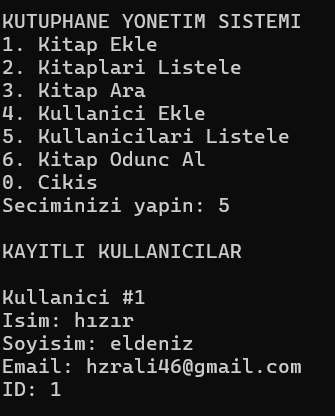 KUTUPHANE YONETIM SISTEMI
1. Kitap Ekle
2. Kitaplari Listele
3. Kitap Ara
4. Kullanici Ekle
5. Kullanicilari Listele
6. Kitap Odunc Al
0. Cikis
Seciminizi yapin: 5
KAYITLI KULLANICILAR
Kullanici #1
Isim: hızır
Soyisim: eldeniz
Email: hzrali46@gmail.com
ID: 1